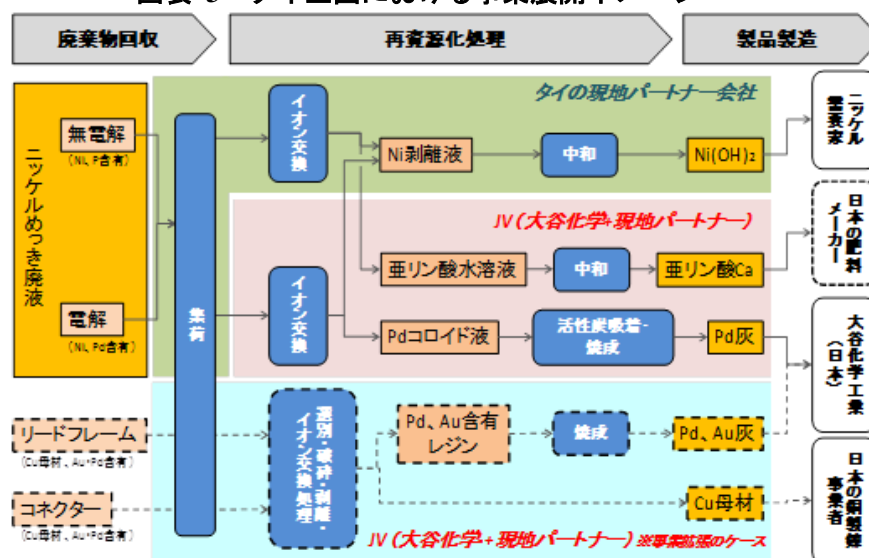 廃棄物回収
再資源化処理
製品製造
タイの現地パートナー会社
ニッケルめっき廃液
無電解
(Ni、P含有)
電解
(Ni、Pd含有)
集荷
イオン交換
Ni剥離液
中和
Ni(OH)₂
ニッケル
需要家
JV(大谷化学+現地パートナー)
イオン交換
亜リン酸水溶液
中和
亜リン酸Ca
日本の肥料
メーカー
Pdコロイド液
活性炭吸着・
焼成
Pd灰
大谷化学工業
(日本)
リードフレーム
(Cu母材、Au・Pd含有)
コネクター
(Cu母材、Au・Pd含有)
選別・破砕・剥離・
イオン交換処理
Pd、Au含有
レジン
焼成
Pd、Au灰
Cu母材
日本の銅製錬
事業者
JV(大谷化学+現地パートナー)※事業拡張のケース